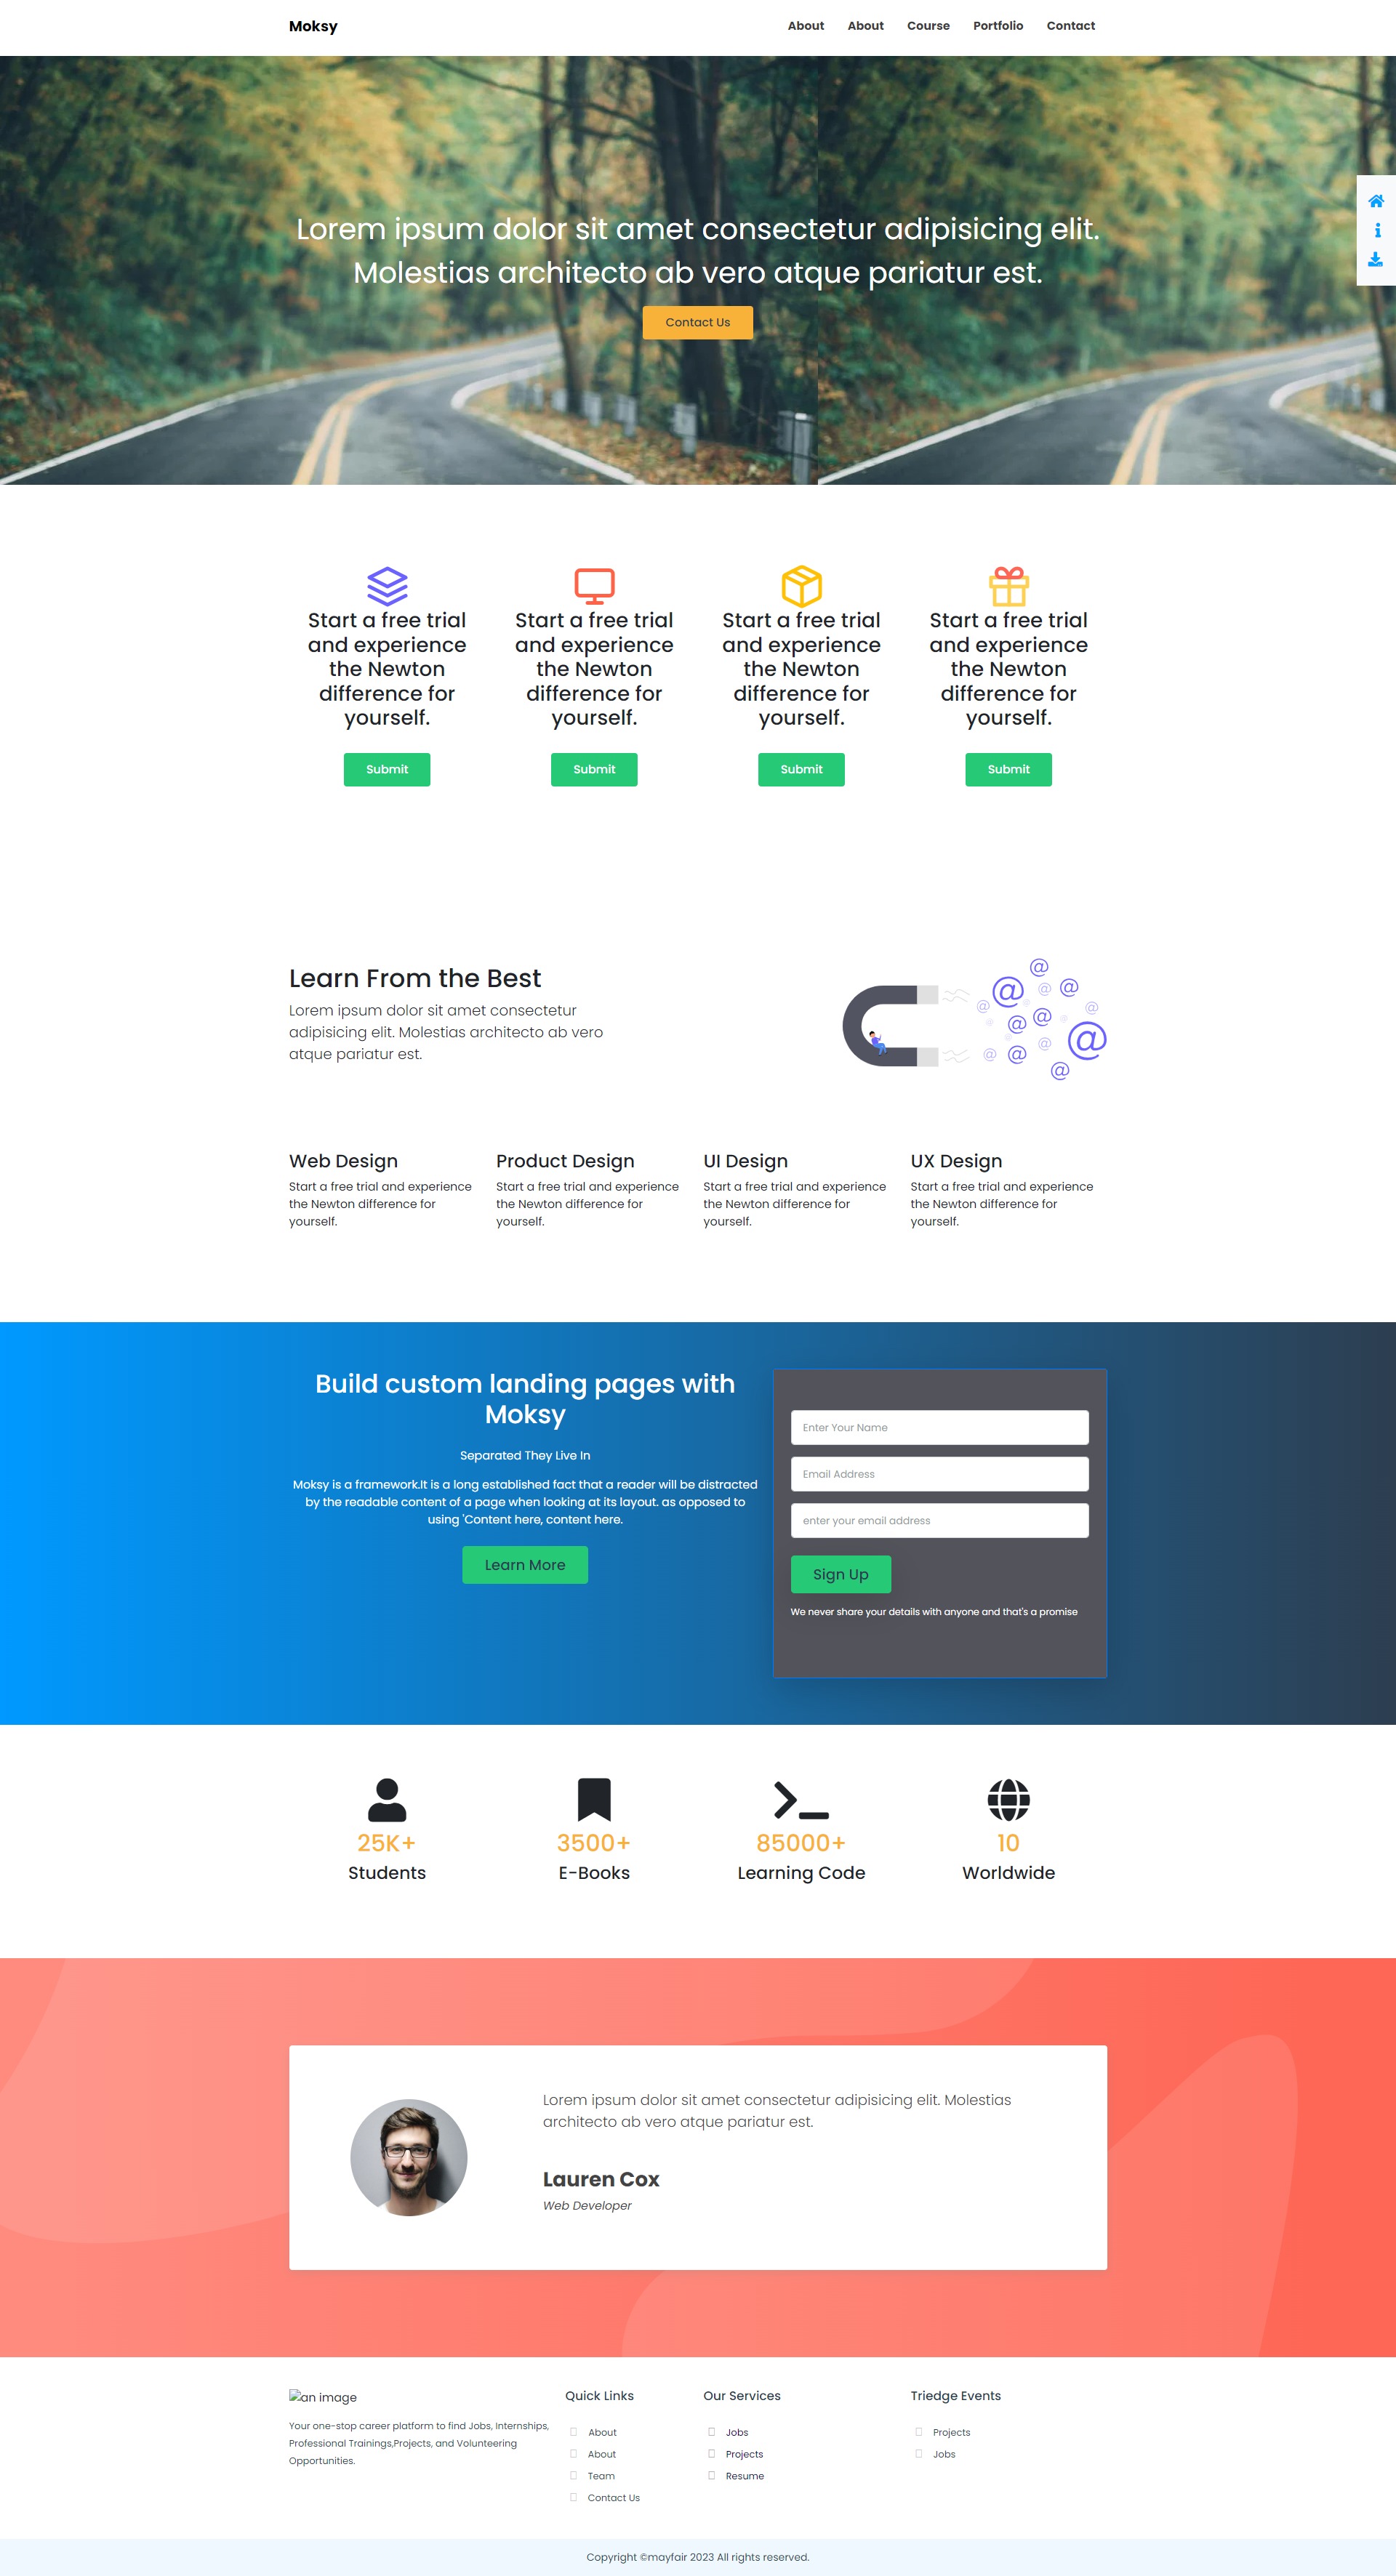 Moksy
About About Course Portfolio Contact
Lorem ipsum dolor sit amet consectetur adipisicing elit.
Molestias architecto ab vero atque pariatur est.
Contact Us
Start a free trial
and experience
the Newton
difference for
yourself.
Submit
Start a free trial
and experience
the Newton
difference for
yourself.
Submit
Start a free trial
and experience
the Newton
difference for
yourself.
Submit
Start a free trial
and experience
the Newton
difference for
yourself.
Submit
Learn From the Best
Lorem ipsum dolor sit amet consectetur
adipisicing elit. Molestias architecto ab vero
atque pariatur est.
Web Design
Start a free trial and experience
the Newton difference for
yourself.
Product Design
Start a free trial and experience
the Newton difference for
yourself.
UI Design
Start a free trial and experience
the Newton difference for
yourself.
UX Design
Start a free trial and experience
the Newton difference for
yourself.
Build custom landing pages with
Moksy
Separated They Live In
Moksy is a framework.It is a long established fact that a reader will be distracted
by the readable content of a page when looking at its layout. as opposed to
using 'Content here, content here.
Learn More
Enter Your Name
Email Address
enter your email address
Sign Up
We never share your details with anyone and that's a promise
25K+
Students
3500+
E-Books
85000+
Learning Code
10
Worldwide
Lorem ipsum dolor sit amet consectetur adipisicing elit. Molestias
architecto ab vero atque pariatur est.
Lauren Cox
Web Developer
an image
Your one-stop career platform to find Jobs, Internships,
Professional Trainings,Projects, and Volunteering
Opportunities.
Quick Links
About
About
Team
Contact Us
Our Services
Jobs
Projects
Resume
Triedge Events
Projects
Jobs
Copyright ©mayfair 2023 All rights reserved.